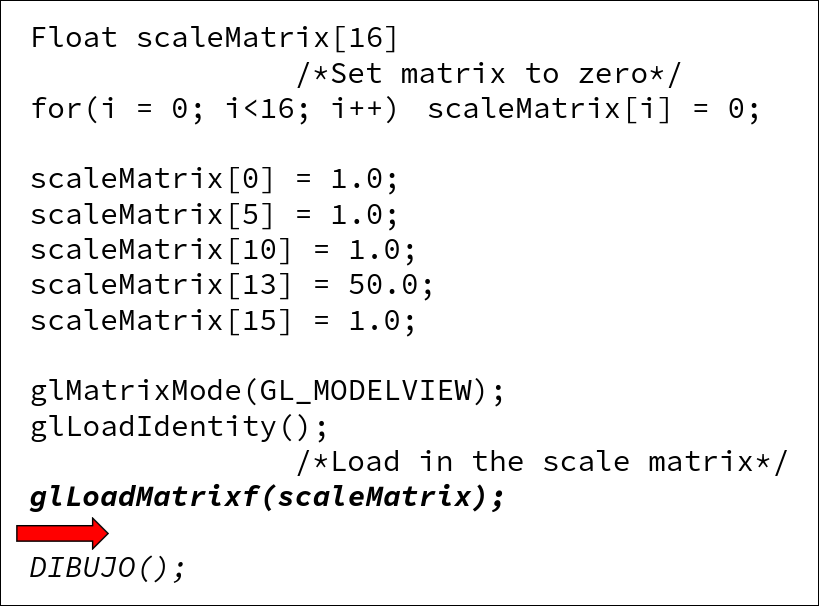 Float scaleMatrix[16]
/*Set matrix to zero*/
for(i = 0; i<16; i++) scaleMatrix[i] = 0;
scaleMatrix[0] = 1.0;
scaleMatrix[5] = 1.0;
scaleMatrix[10] = 1.0;
scaleMatrix[13] = 50.0;
scaleMatrix[15] = 1.0;
glMatrixMode(GL_MODELVIEW);
glLoadIdentity();
/*Load in the scale matrix*/
glLoadMatrixf(scaleMatrix);
DIBUJO();